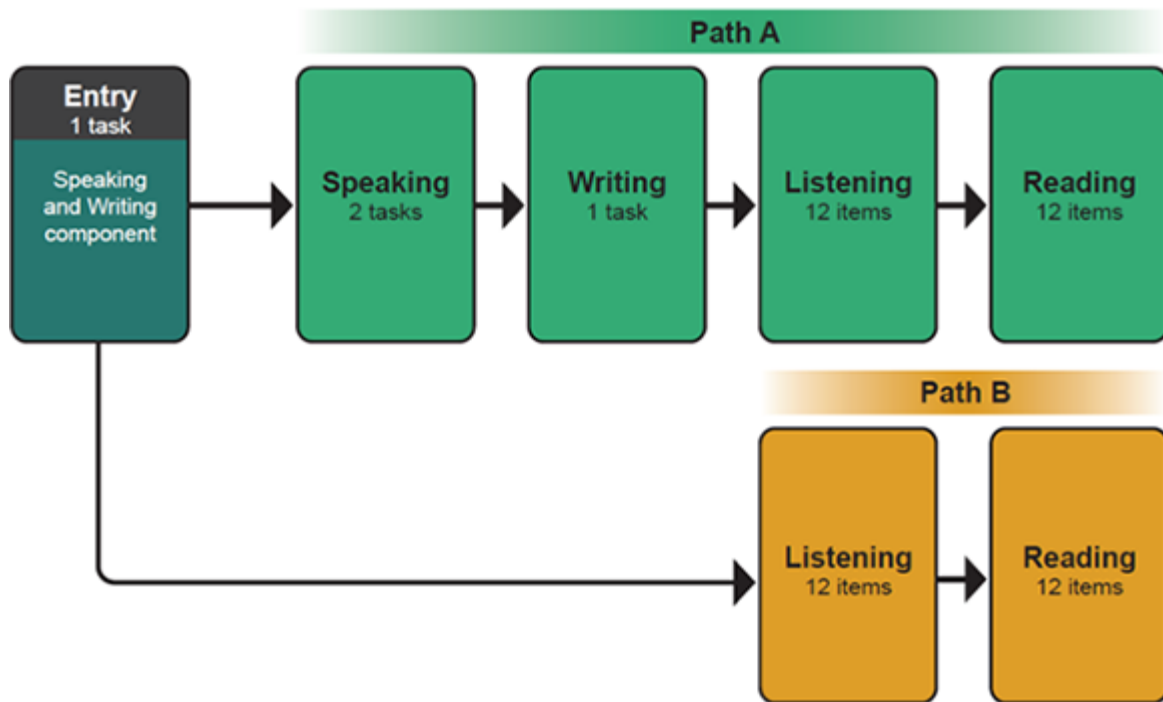 Path A
Entry
1 task
Speaking
and Writing
component
Speaking
2 tasks
Writing
1 task
Listening
12 items
Reading
12 items
Path B
Listening
12 items
Reading
12 items